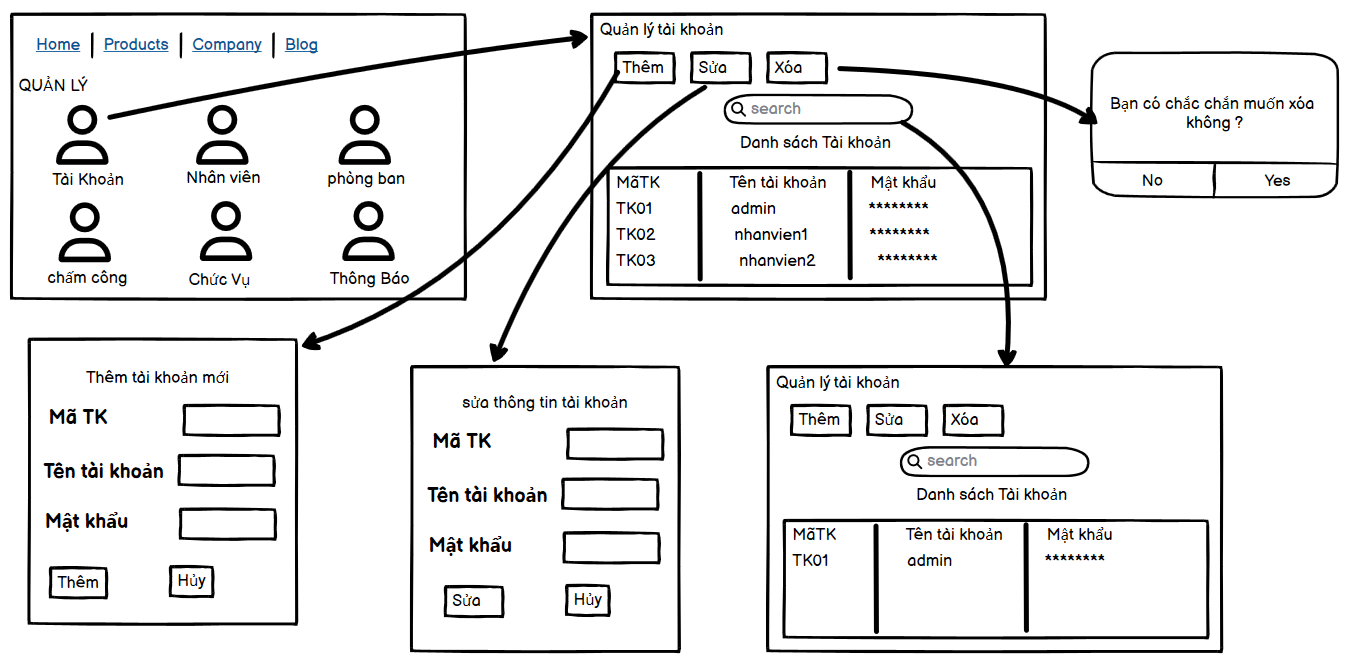 Home Products Company Blog
QUẢN LÝ
Tài Khoản Nhân viên phòng ban
chấm công Chức Vụ Thông Báo
Quản lý tài khoản
Thêm Sửa Xóa
search
Danh sách Tài khoản
MãTK Tên tài khoản Mật khẩu
TK01 admin ********
TK02 nhanvien1 ********
TK03 nhanvien2 ********
Bạn có chắc chắn muốn xóa
không ?
No Yes
Thêm tài khoản mới
Mã TK
Tên tài khoản
Mật khẩu
Thêm Hủy
sửa thông tin tài khoản
Mã TK
Tên tài khoản
Mật khẩu
Sửa Hủy
Quản lý tài khoản
Thêm Sửa Xóa
search
Danh sách Tài khoản
MãTK Tên tài khoản Mật khẩu
TK01 admin ********